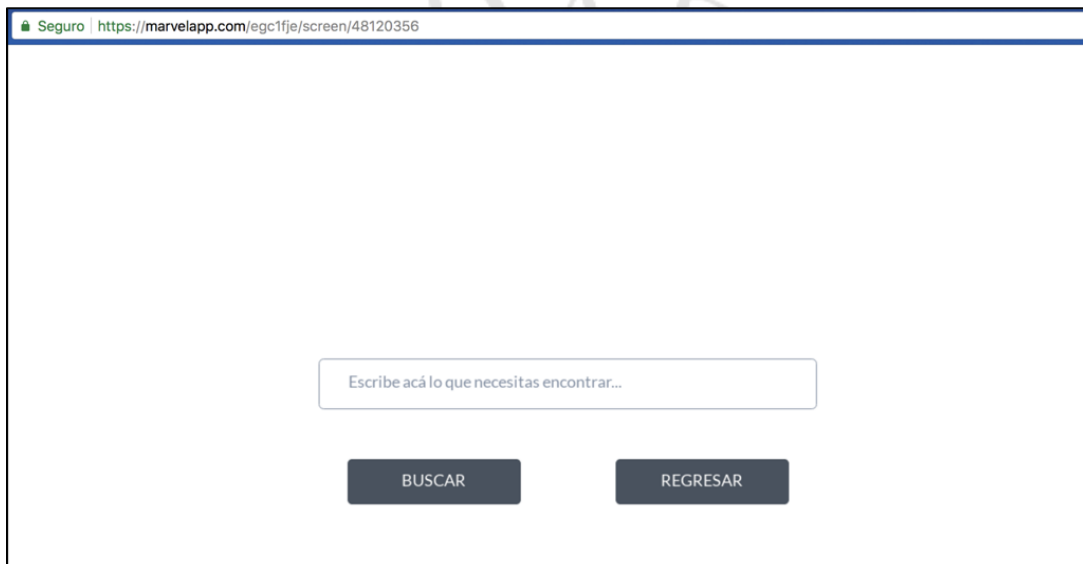 Seguro | https://marvelapp.com/egc1fje/screen/48120356
Escribe acá lo que necesitas encontrar...
BUSCAR
REGRESAR